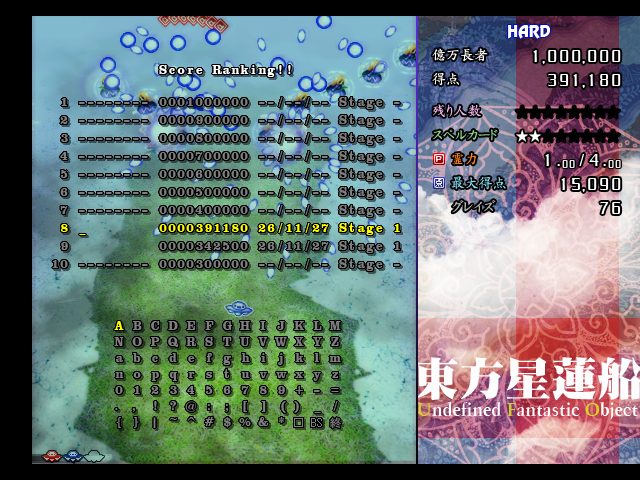 Score Ranking!!
1 -------- 0001000000 --/--/-- Stage -
2 -------- 0000900000 --/--/-- Stage -
3 -------- 0000800000 --/--/-- Stage -
4 -------- 0000700000 --/--/-- Stage -
5 -------- 0000600000 --/--/-- Stage -
6 -------- 0000500000 --/--/-- Stage -
7 -------- 0000400000 --/--/-- Stage -
8 _ 0000391180 26/11/27 Stage 1
9 0000342500 26/11/27 Stage 1
10 -------- 0000300000 --/--/-- Stage -
A B C D E F G H I J K L M
N O P Q R S T U V W X Y Z
a b c d e f g h i j k l m
n o p q r s t u v w x y z
0 1 2 3 4 5 6 7 8 9 + - =
. , ! ? @ : ; [ ] ( ) _ /
{ } | ~ ^ # $ % & * □ BS 終
HARD
億万長者 1,000,000
得点 391,180
残り人数
スペルカード
P 霊力 1.00/4.00
点 最大得点 15,090
グレイズ 76
東方星蓮船
Undefined Fantastic Object